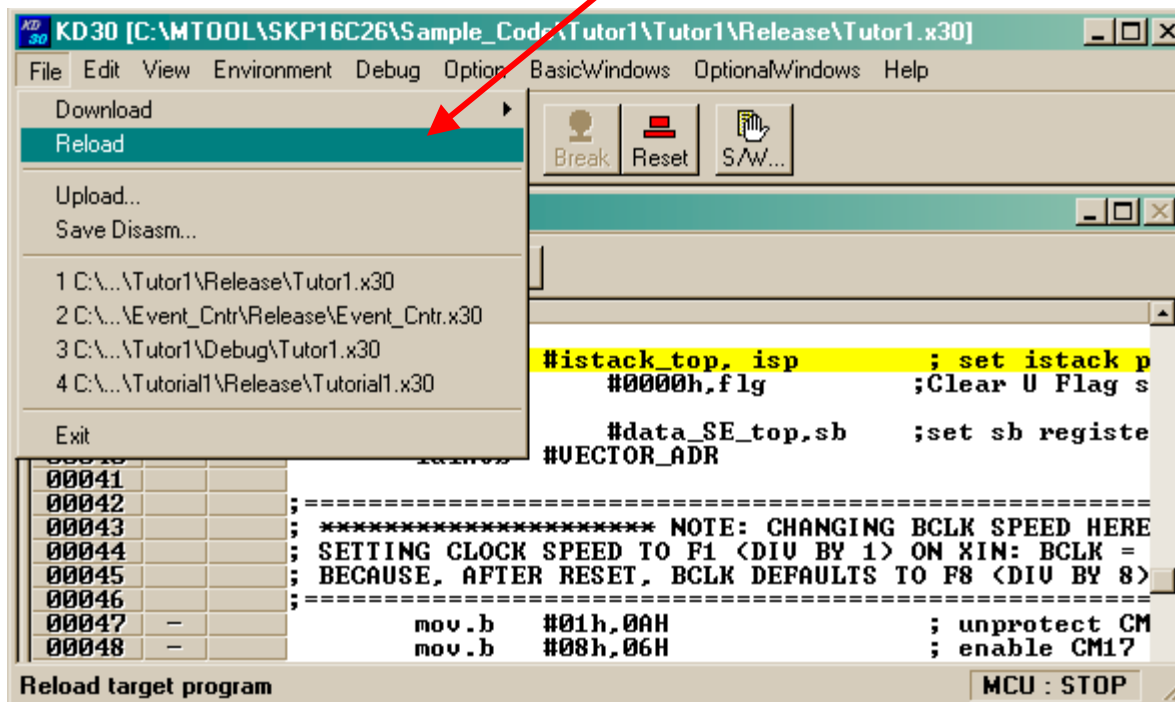 KD30 [C:\MTOOL\SKP16C26\Sample_Code\Tutor1\Tutor1\Release\Tutor1.x30]
File Edit View Environment Debug Option BasicWindows OptionalWindows Help
Download
Reload
Break Reset S/W...
Upload...
Save Disasm...
1 C:\...\Tutor1\Release\Tutor1.x30
2 C:\...\Event_Cntr\Release\Event_Cntr.x30
3 C:\...\Tutor1\Debug\Tutor1.x30
4 C:\...\Tutorial1\Release\Tutorial1.x30
Exit
#istack_top, isp ; set istack p
#0000h,flg ;Clear U Flag s
#data_SE_top,sb ;set sb registe
#VECTOR_ADR
00041
00042 ;=====================================================
00043 ; ********************* NOTE: CHANGING BCLK SPEED HERE
00044 ; SETTING CLOCK SPEED TO F1 (DIV BY 1) ON XIN: BCLK =
00045 ; BECAUSE, AFTER RESET, BCLK DEFAULTS TO F8 (DIV BY 8)
00046 ;=====================================================
00047 - mov.b #01h,0AH ; unprotect CM
00048 - mov.b #08h,06H ; enable CM17
Reload target program MCU : STOP